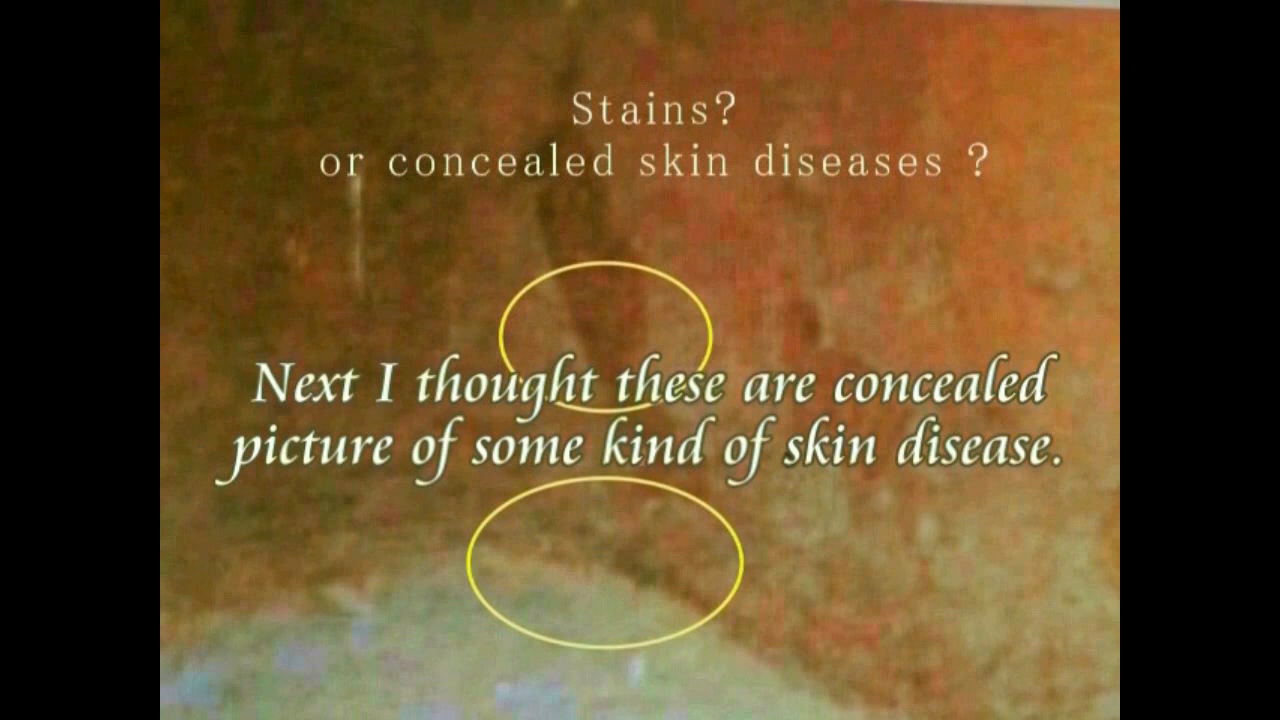 Stains?
or concealed skin diseases ?
Next I thought these are concealed
picture of some kind of skin disease.